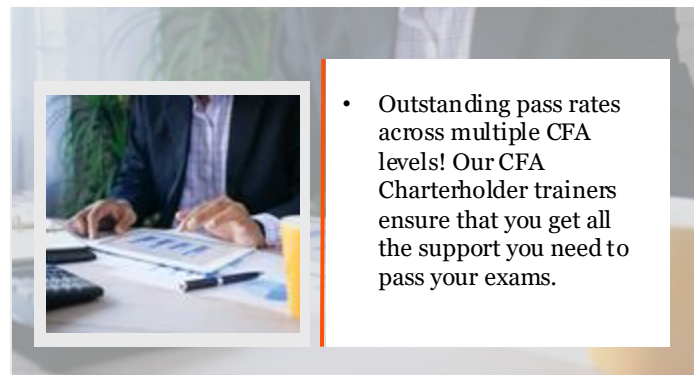 • Outstanding pass rates
across multiple CFA
levels! Our CFA
Charterholder trainers
ensure that you get all
the support you need to
pass your exams.